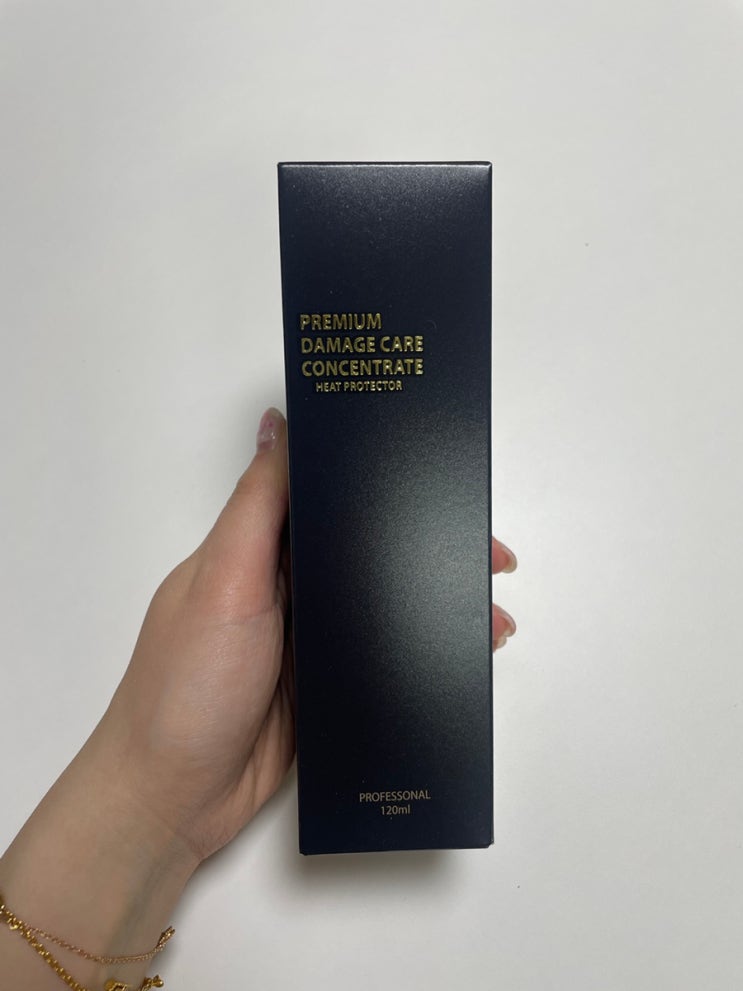 PREMIUM
DAMAGE CARE
CONCENTRATE
HEAT PROTECTOR
PROFESSONAL
120ml